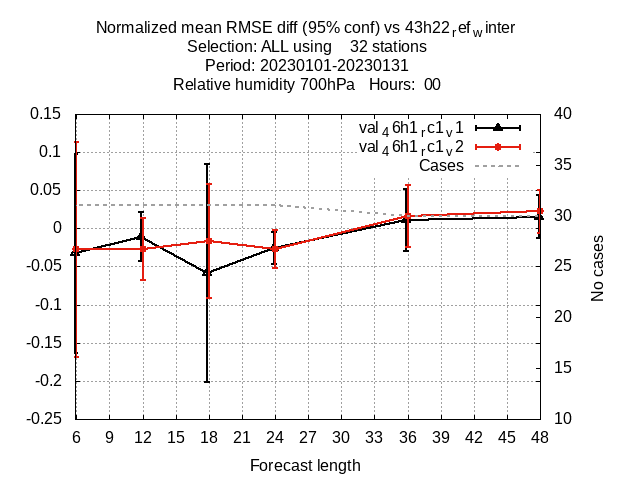 Normalized mean RMSE diff (95% conf) vs 43h22refwinter
Selection: ALL using 32 stations
Period: 20230101-20230131
Relative humidity 700hPa Hours: 00
val46h1rc1v1
val46h1rc1v2
Cases
0.15
0.1
0.05
0
-0.05
-0.1
-0.15
-0.2
-0.25
40
35
30
25
20
15
10
No cases
6 9 12 15 18 21 24 27 30 33 36 39 42 45 48
Forecast length